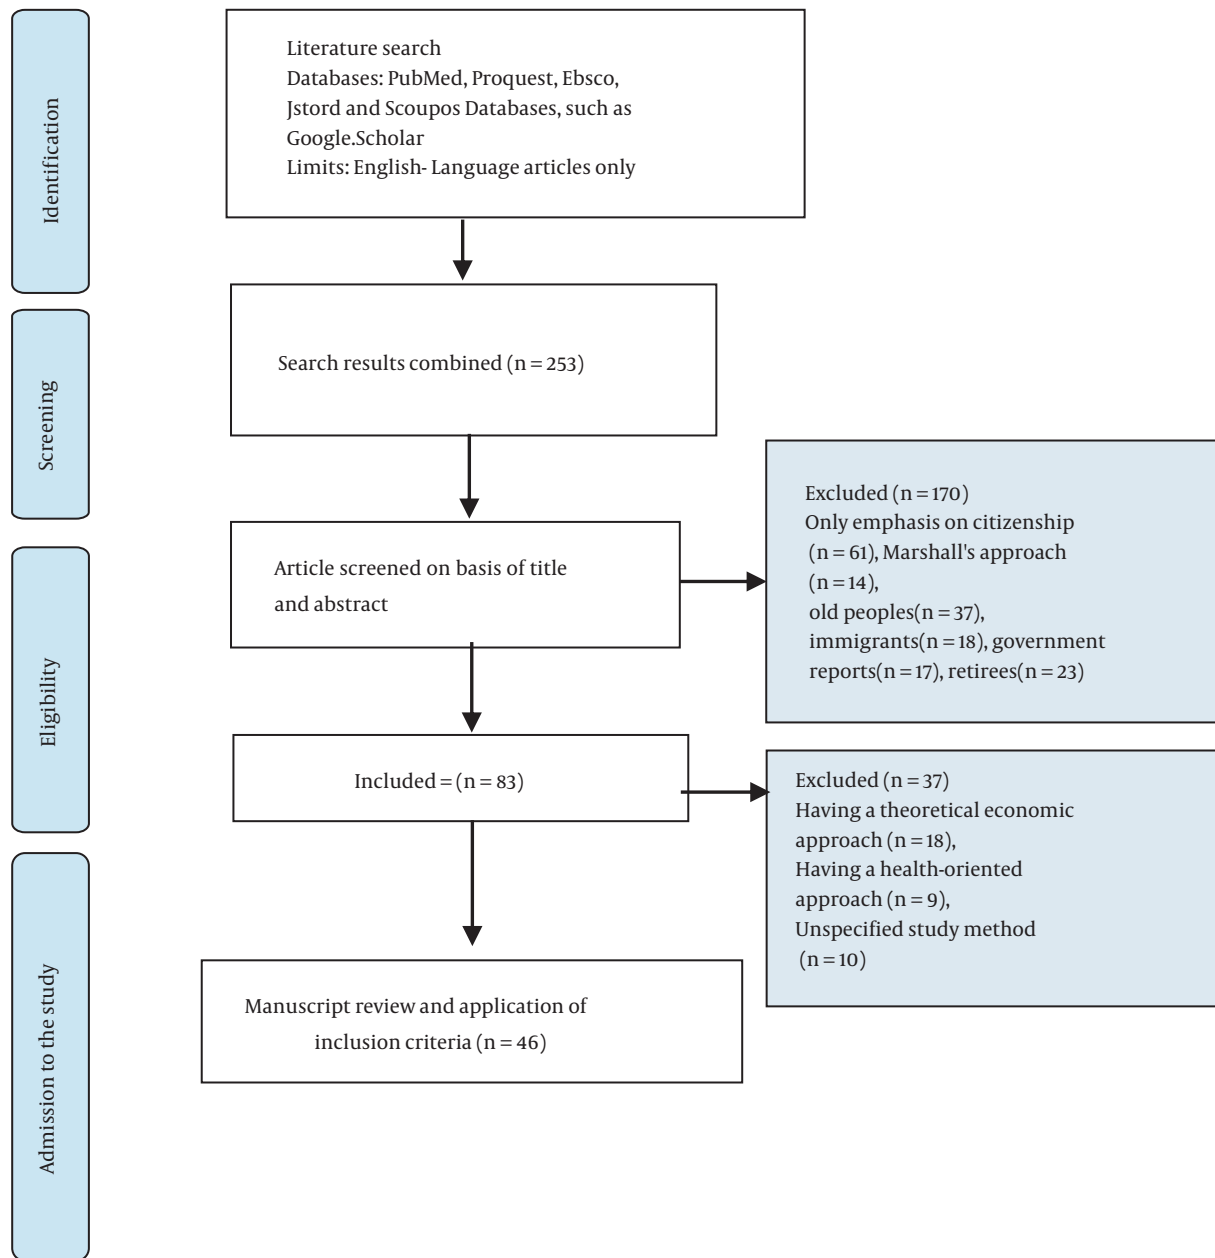 Identification
Literature search
Databases: PubMed, Proquest, Ebsco,
Jstord and Scoupos Databases, such as
Google.Scholar
Limits: English- Language articles only
Screening
Search results combined (n = 253)
Eligibility
Article screened on basis of title
and abstract
Excluded (n = 170)
Only emphasis on citizenship
(n = 61), Marshall's approach
(n = 14),
old peoples(n = 37),
immigrants(n = 18), government
reports(n = 17), retirees(n = 23)
Included = (n = 83)
Excluded (n = 37)
Having a theoretical economic
approach (n = 18),
Having a health-oriented
approach (n = 9),
Unspecified study method
(n = 10)
Admission to the study
Manuscript review and application of
inclusion criteria (n = 46)